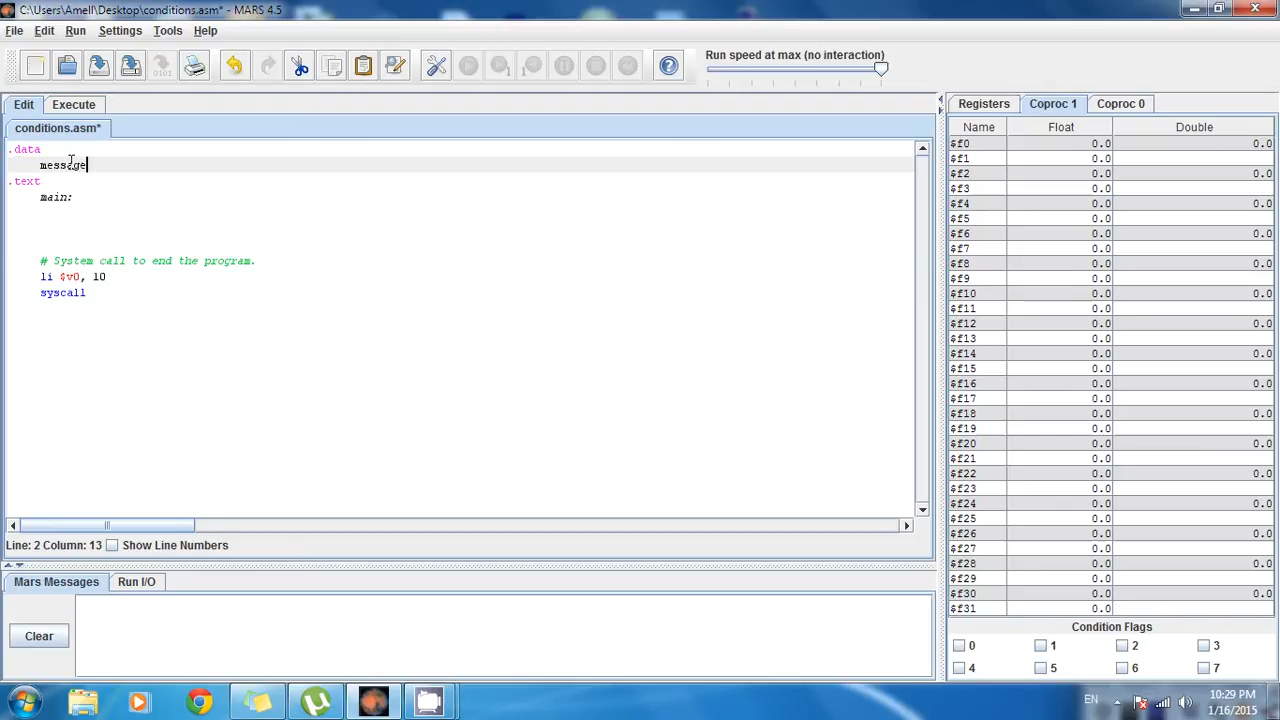 C:\Users\Amell\Desktop\conditions.asm* - MARS 4.5
File Edit Run Settings Tools Help
Run speed at max (no interaction)
Edit Execute
conditions.asm*
.data
message
.text
main:
# System call to end the program.
li $v0, 10
syscall
Line: 2 Column: 13 Show Line Numbers
Mars Messages Run I/O
Clear
Registers Coproc 1 Coproc 0
Name Float Double
$f0 0.0 0.0
$f1 0.0
$f2 0.0 0.0
$f3 0.0
$f4 0.0 0.0
$f5 0.0
$f6 0.0 0.0
$f7 0.0
$f8 0.0 0.0
$f9 0.0
$f10 0.0 0.0
$f11 0.0
$f12 0.0 0.0
$f13 0.0
$f14 0.0 0.0
$f15 0.0
$f16 0.0 0.0
$f17 0.0
$f18 0.0 0.0
$f19 0.0
$f20 0.0 0.0
$f21 0.0
$f22 0.0 0.0
$f23 0.0
$f24 0.0 0.0
$f25 0.0
$f26 0.0 0.0
$f27 0.0
$f28 0.0 0.0
$f29 0.0
$f30 0.0 0.0
$f31 0.0
Condition Flags
0 1 2 3
4 5 6 7
EN
10:29 PM
1/16/2015